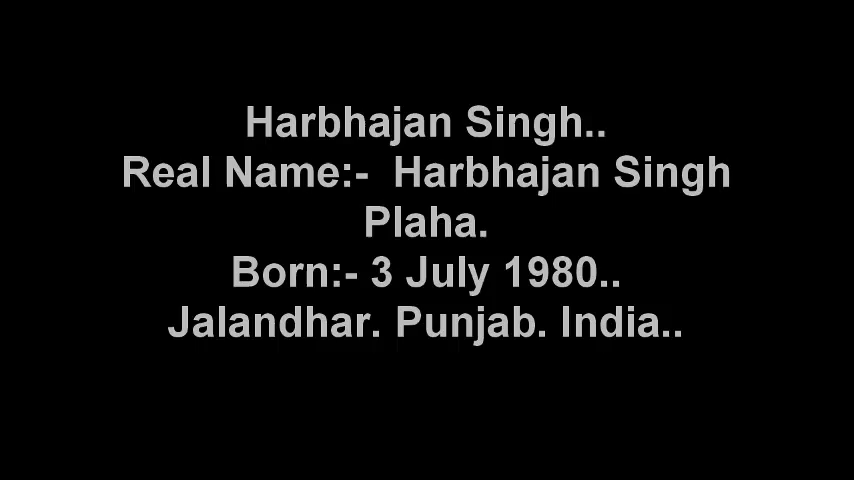 Harbhajan Singh..
Real Name:-  Harbhajan Singh
Plaha.
Born:- 3 July 1980..
Jalandhar. Punjab. India..